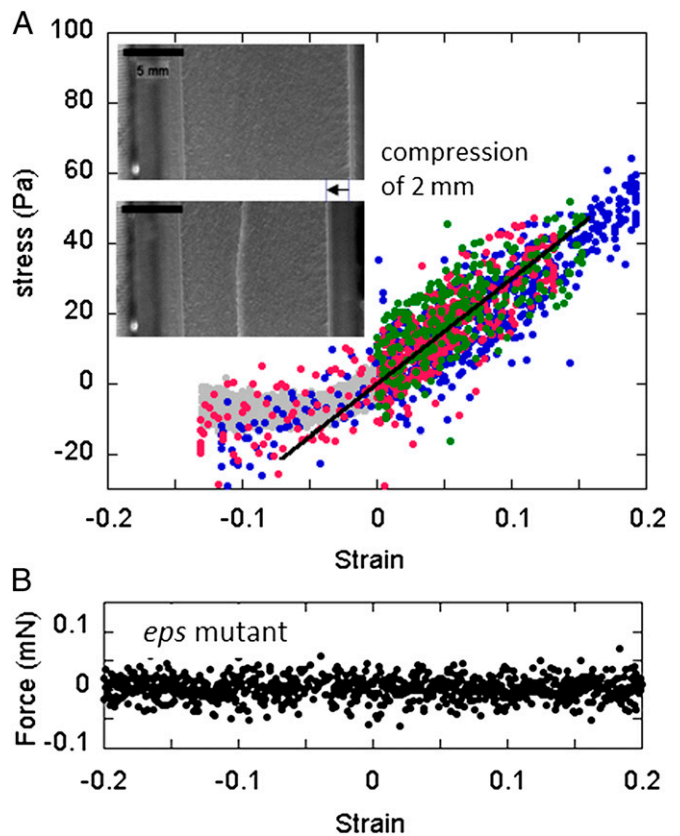 A
100
80
60
40
20
0
-20
stress (Pa)
5 mm
compression
of 2 mm
-0.2
-0.1
0
0.1
0.2
Strain
B
eps mutant
Force (mN)
0.1
0
-0.1
-0.2
-0.1
0
0.1
0.2
Strain